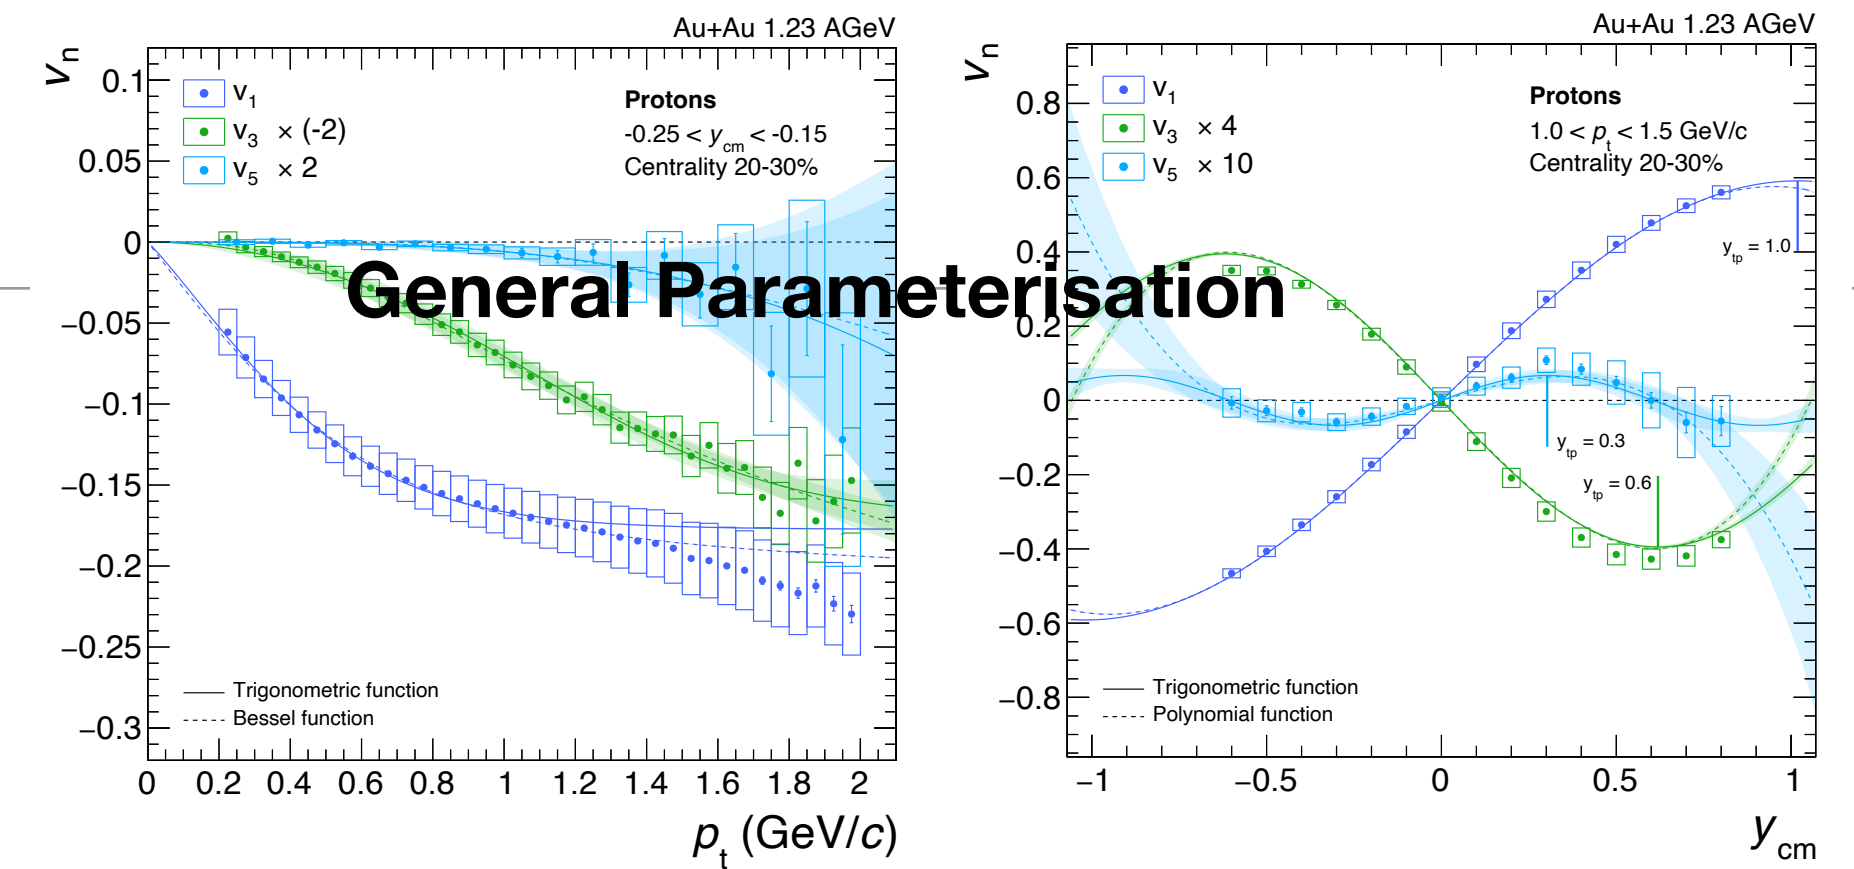 Au+Au 1.23 AGeV
v_n
v_1
v_3 × (-2)
v_5 × 2
Protons
-0.25 < y_cm < -0.15
Centrality 20-30%
0.1
0.05
0
−0.05
−0.1
−0.15
−0.2
−0.25
−0.3
Trigonometric function
Bessel function
0 0.2 0.4 0.6 0.8 1 1.2 1.4 1.6 1.8 2
p_t (GeV/c)
General Parameterisation
Au+Au 1.23 AGeV
v_n
v_1
v_3 × 4
v_5 × 10
Protons
1.0 < p_t < 1.5 GeV/c
Centrality 20-30%
0.8
0.6
0.4
0.2
0
−0.2
−0.4
−0.6
−0.8
y_tp = 1.0
y_tp = 0.3
y_tp = 0.6
Trigonometric function
Polynomial function
−1 −0.5 0 0.5 1
y_cm